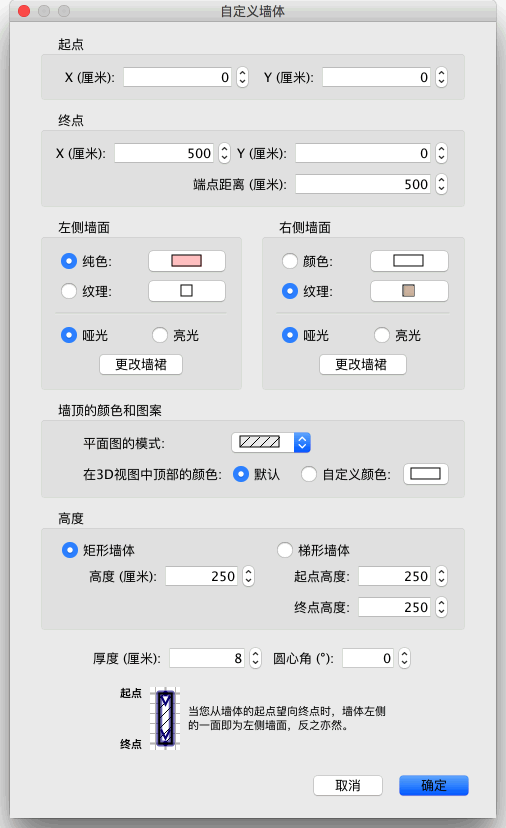 自定义墙体
起点
X (厘米): 0 Y (厘米): 0
终点
X (厘米): 500 Y (厘米): 0
端点距离 (厘米): 500
左侧墙面
纯色:
纹理:
哑光 亮光
更改墙裙
右侧墙面
颜色:
纹理:
哑光 亮光
更改墙裙
墙顶的颜色和图案
平面图的模式:
在3D视图中顶部的颜色: 默认 自定义颜色:
高度
矩形墙体 梯形墙体
高度 (厘米): 250 起点高度: 250
终点高度: 250
厚度 (厘米): 8 圆心角 (°): 0
起点
终点
当您从墙体的起点望向终点时，墙体左侧
的一面即为左侧墙面，反之亦然。
取消 确定